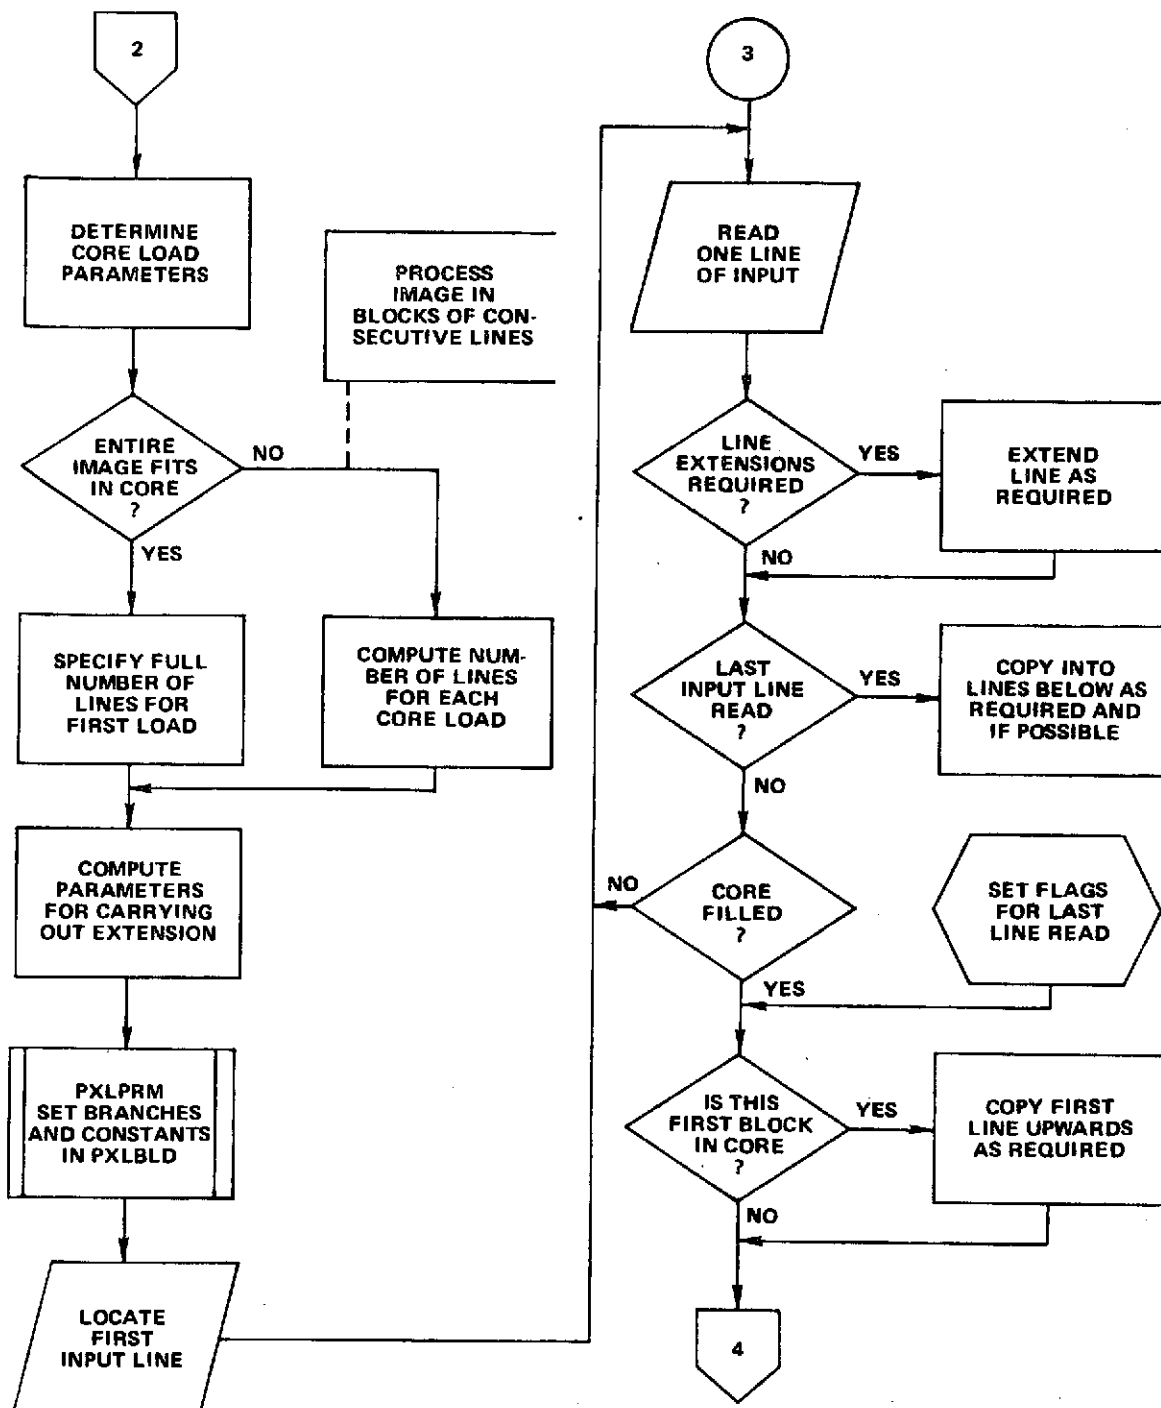 2
DETERMINE
CORE LOAD
PARAMETERS
PROCESS
IMAGE IN
BLOCKS OF CON-
SECUTIVE LINES
ENTIRE
IMAGE FITS
IN CORE
?
NO
YES
SPECIFY FULL
NUMBER OF
LINES FOR
FIRST LOAD
COMPUTE NUM-
BER OF LINES
FOR EACH
CORE LOAD
COMPUTE
PARAMETERS
FOR CARRYING
OUT EXTENSION
PXLPRM
SET BRANCHES
AND CONSTANTS
IN PXLBLD
LOCATE
FIRST
INPUT LINE
3
READ
ONE LINE
OF INPUT
LINE
EXTENSIONS
REQUIRED
?
YES
EXTEND
LINE AS
REQUIRED
NO
LAST
INPUT LINE
READ
?
YES
COPY INTO
LINES BELOW AS
REQUIRED AND
IF POSSIBLE
NO
CORE
FILLED
?
NO
SET FLAGS
FOR LAST
LINE READ
YES
IS THIS
FIRST BLOCK
IN CORE
?
YES
COPY FIRST
LINE UPWARDS
AS REQUIRED
NO
4